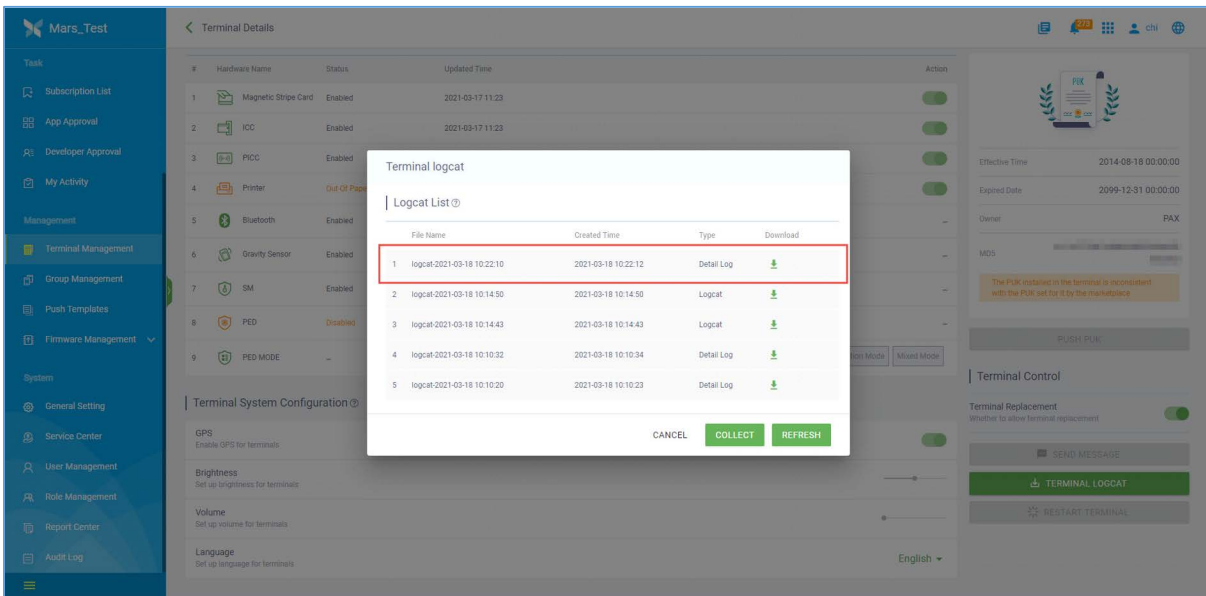 Mars_Test
Terminal Details
273
chi
Task
Subscription List
App Approval
Developer Approval
My Activity
Management
Terminal Management
Group Management
Push Templates
Firmware Management
System
General Setting
Service Center
User Management
Role Management
Report Center
Audit Log
# Hardware Name Status Updated Time Action
1 Magnetic Stripe Card Enabled 2021-03-17 11:23
2 ICC Enabled 2021-03-17 11:23
3 PICC Enabled
4 Printer Out Of Pape
5 Bluetooth Enabled -
6 Gravity Sensor Enabled -
7 SM Enabled -
8 PED Disabled -
9 PED MODE - ion Mode Mixed Mode
Terminal System Configuration
GPS
Enable GPS for terminals
Brightness
Set up brightness for terminals
Volume
Set up volume for terminals
Language
Set up language for terminals
English
Terminal logcat
Logcat List
File Name Created Time Type Download
1 logcat-2021-03-18 10:22:10 2021-03-18 10:22:12 Detail Log
2 logcat-2021-03-18 10:14:50 2021-03-18 10:14:50 Logcat
3 logcat-2021-03-18 10:14:43 2021-03-18 10:14:43 Logcat
4 logcat-2021-03-18 10:10:32 2021-03-18 10:10:34 Detail Log
5 logcat-2021-03-18 10:10:20 2021-03-18 10:10:23 Detail Log
CANCEL COLLECT REFRESH
PUK
Effective Time 2014-08-18 00:00:00
Expired Date 2099-12-31 00:00:00
Owner PAX
MD5
The PUK installed in the terminal is inconsistent
with the PUK set for it by the marketplace
PUSH PUK
Terminal Control
Terminal Replacement
Whether to allow terminal replacement
SEND MESSAGE
TERMINAL LOGCAT
RESTART TERMINAL